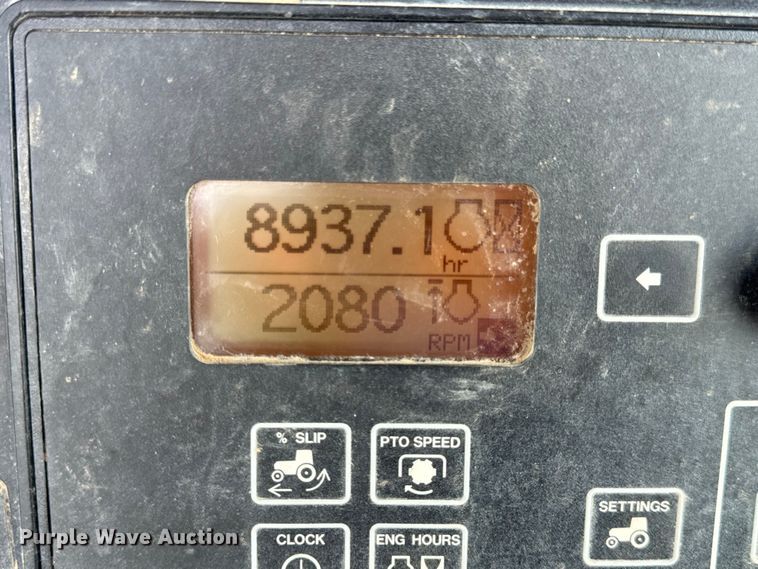 8937.1
hr
2080
RPM
% SLIP
PTO SPEED
SETTINGS
CLOCK
ENG HOURS
Purple Wave Auction